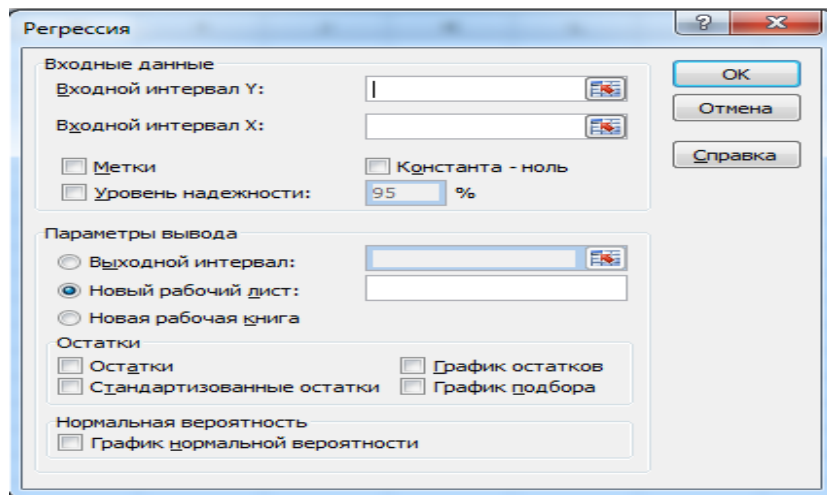 Регрессия
Входные данные
Входной интервал Y:
Входной интервал X:
Метки
Константа - ноль
Уровень надежности:
95 %
ОК
Отмена
Справка
Параметры вывода
Выходной интервал:
Новый рабочий лист:
Новая рабочая книга
Остатки
Остатки
График остатков
Стандартизованные остатки
График подбора
Нормальная вероятность
График нормальной вероятности